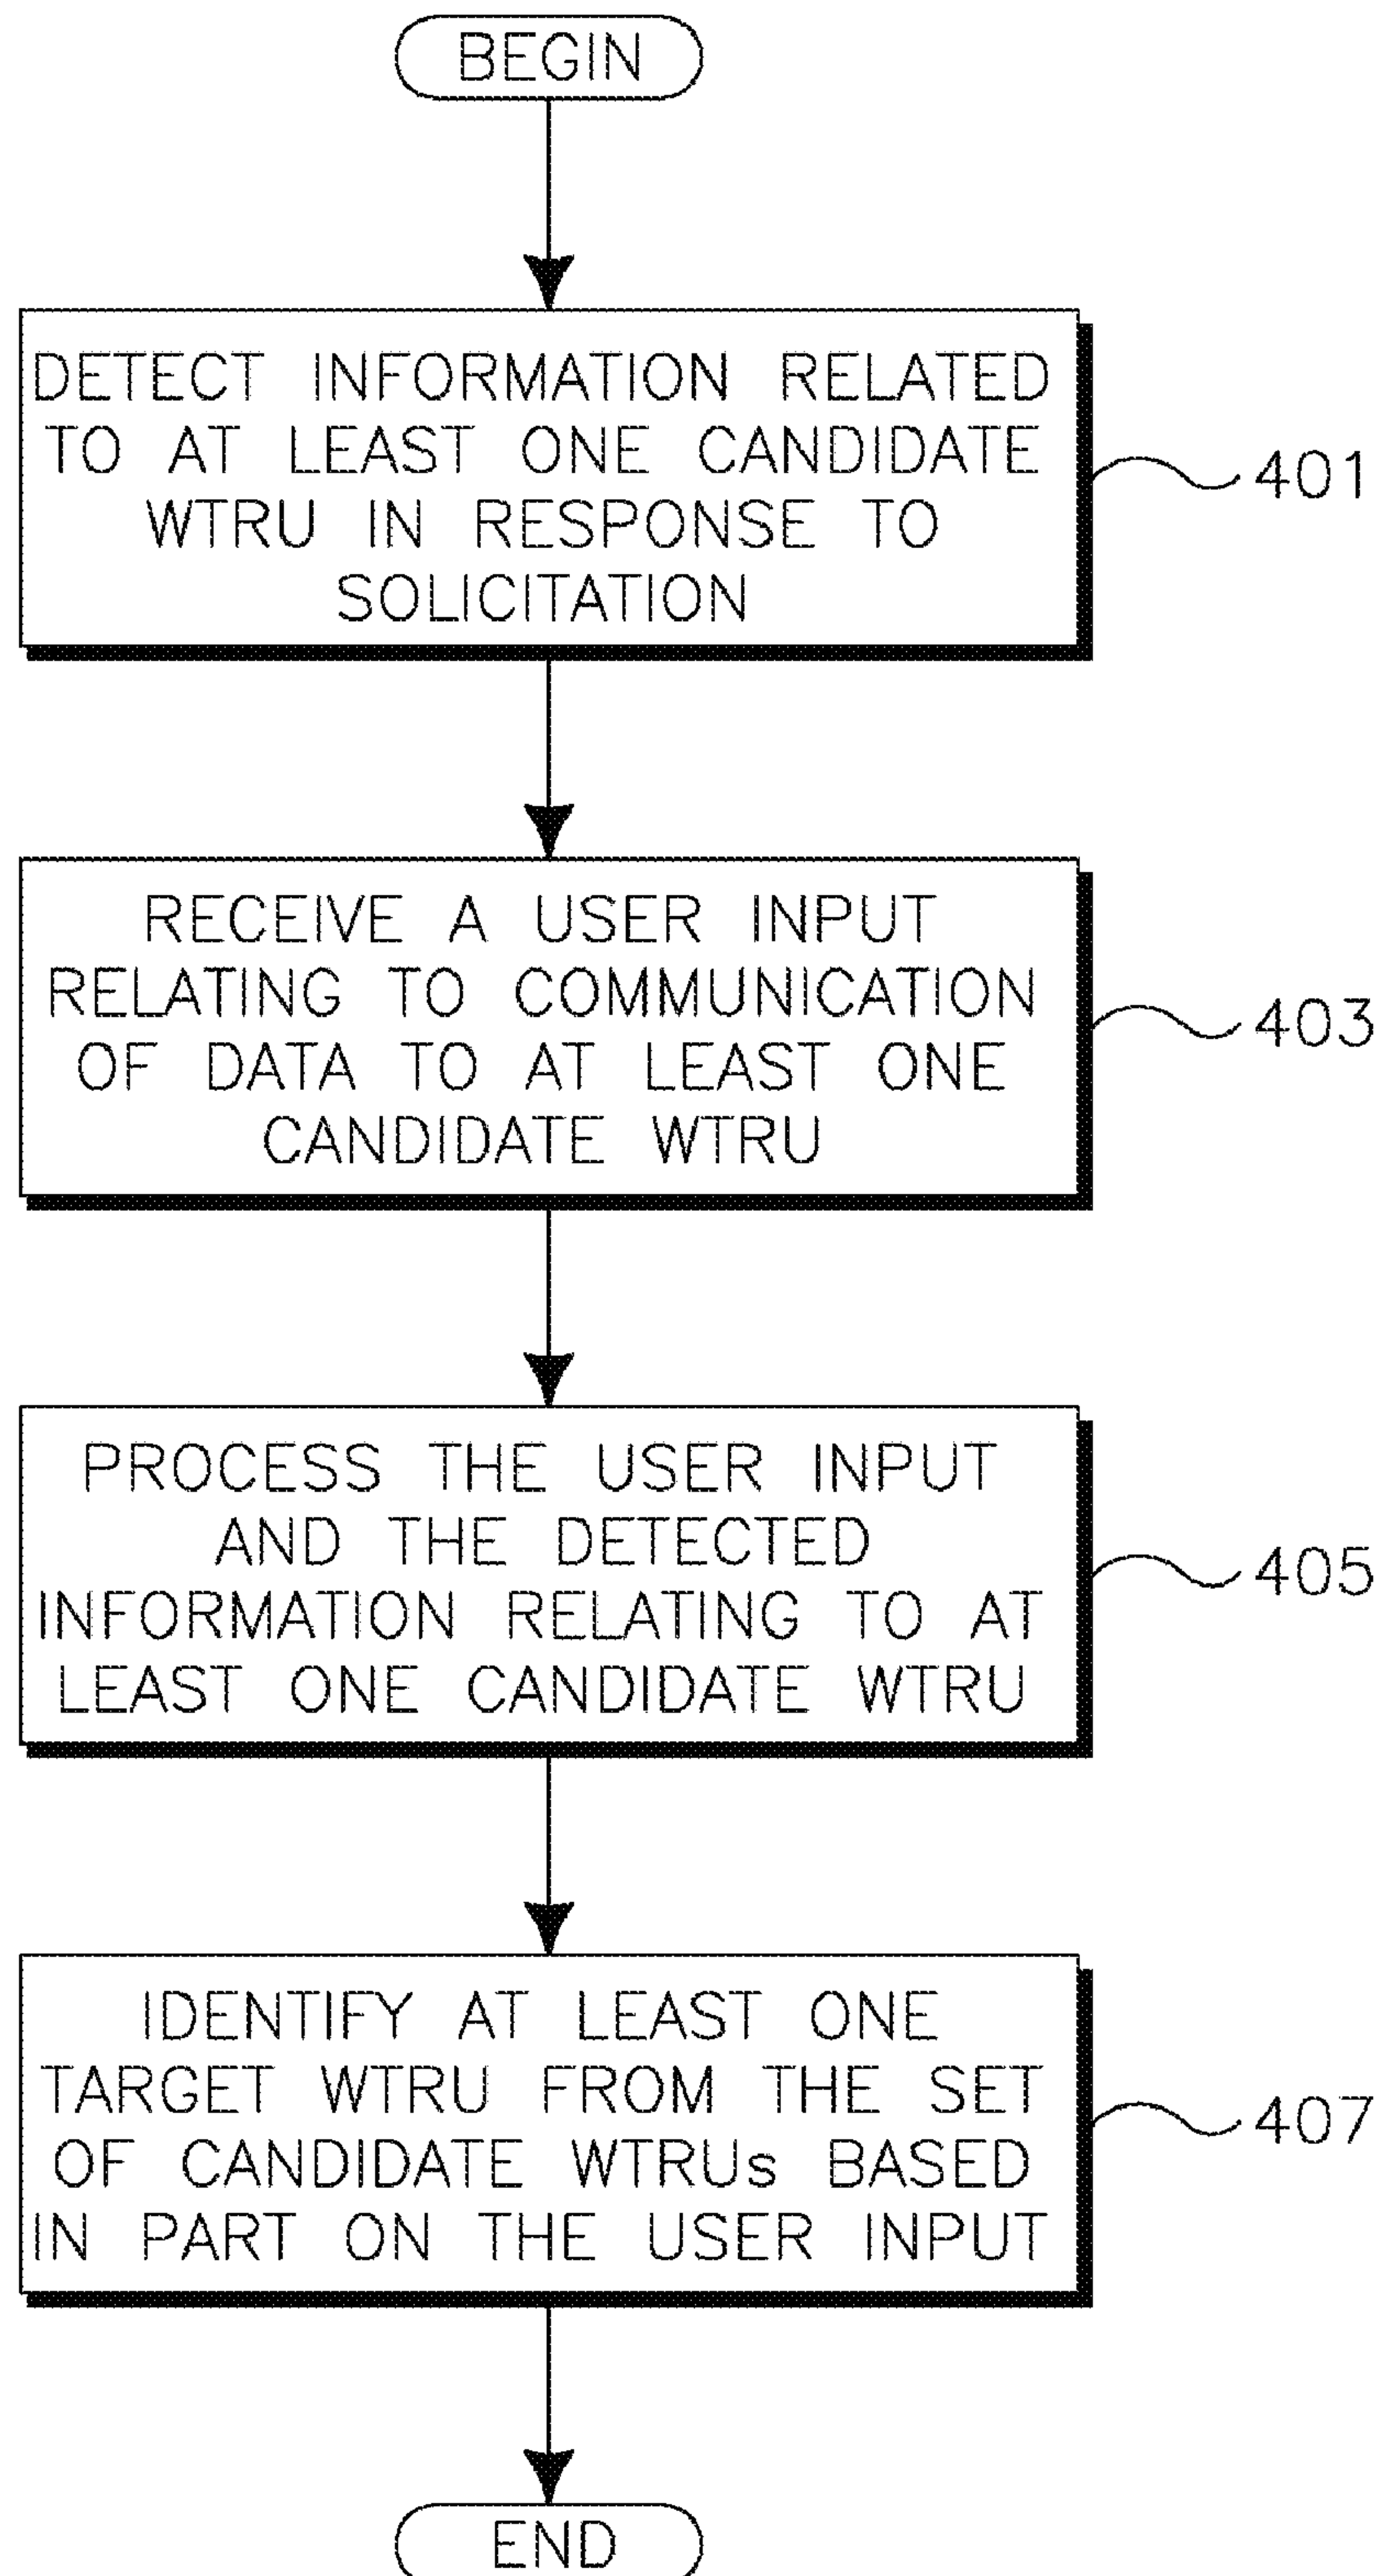 BEGIN
DETECT INFORMATION RELATED
TO AT LEAST ONE CANDIDATE
WTRU IN RESPONSE TO
SOLICITATION
401
RECEIVE A USER INPUT
RELATING TO COMMUNICATION
OF DATA TO AT LEAST ONE
CANDIDATE WTRU
403
PROCESS THE USER INPUT
AND THE DETECTED
INFORMATION RELATING TO AT
LEAST ONE CANDIDATE WTRU
405
IDENTIFY AT LEAST ONE
TARGET WTRU FROM THE SET
OF CANDIDATE WTRUs BASED
IN PART ON THE USER INPUT
407
END